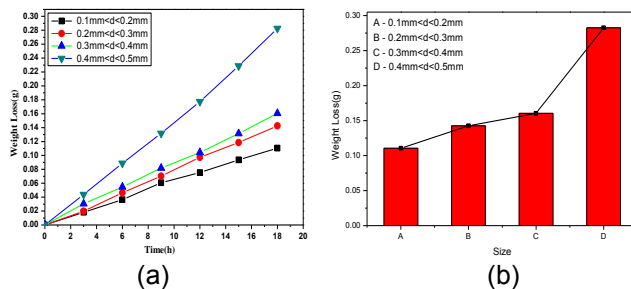 0.1mm<d<0.2mm
0.2mm<d<0.3mm
0.3mm<d<0.4mm
0.4mm<d<0.5mm
0.28
0.26
0.24
0.22
0.20
0.18
0.16
0.14
0.12
0.10
0.08
0.06
0.04
0.02
0.00
Weight Loss(g)
0 2 4 6 8 10 12 14 16 18 20
Time(h)
(a)
A - 0.1mm<d<0.2mm
B - 0.2mm<d<0.3mm
C - 0.3mm<d<0.4mm
D - 0.4mm<d<0.5mm
0.30
0.25
0.20
0.15
0.10
0.05
0.00
Weight Loss(g)
A B C D
Size
(b)